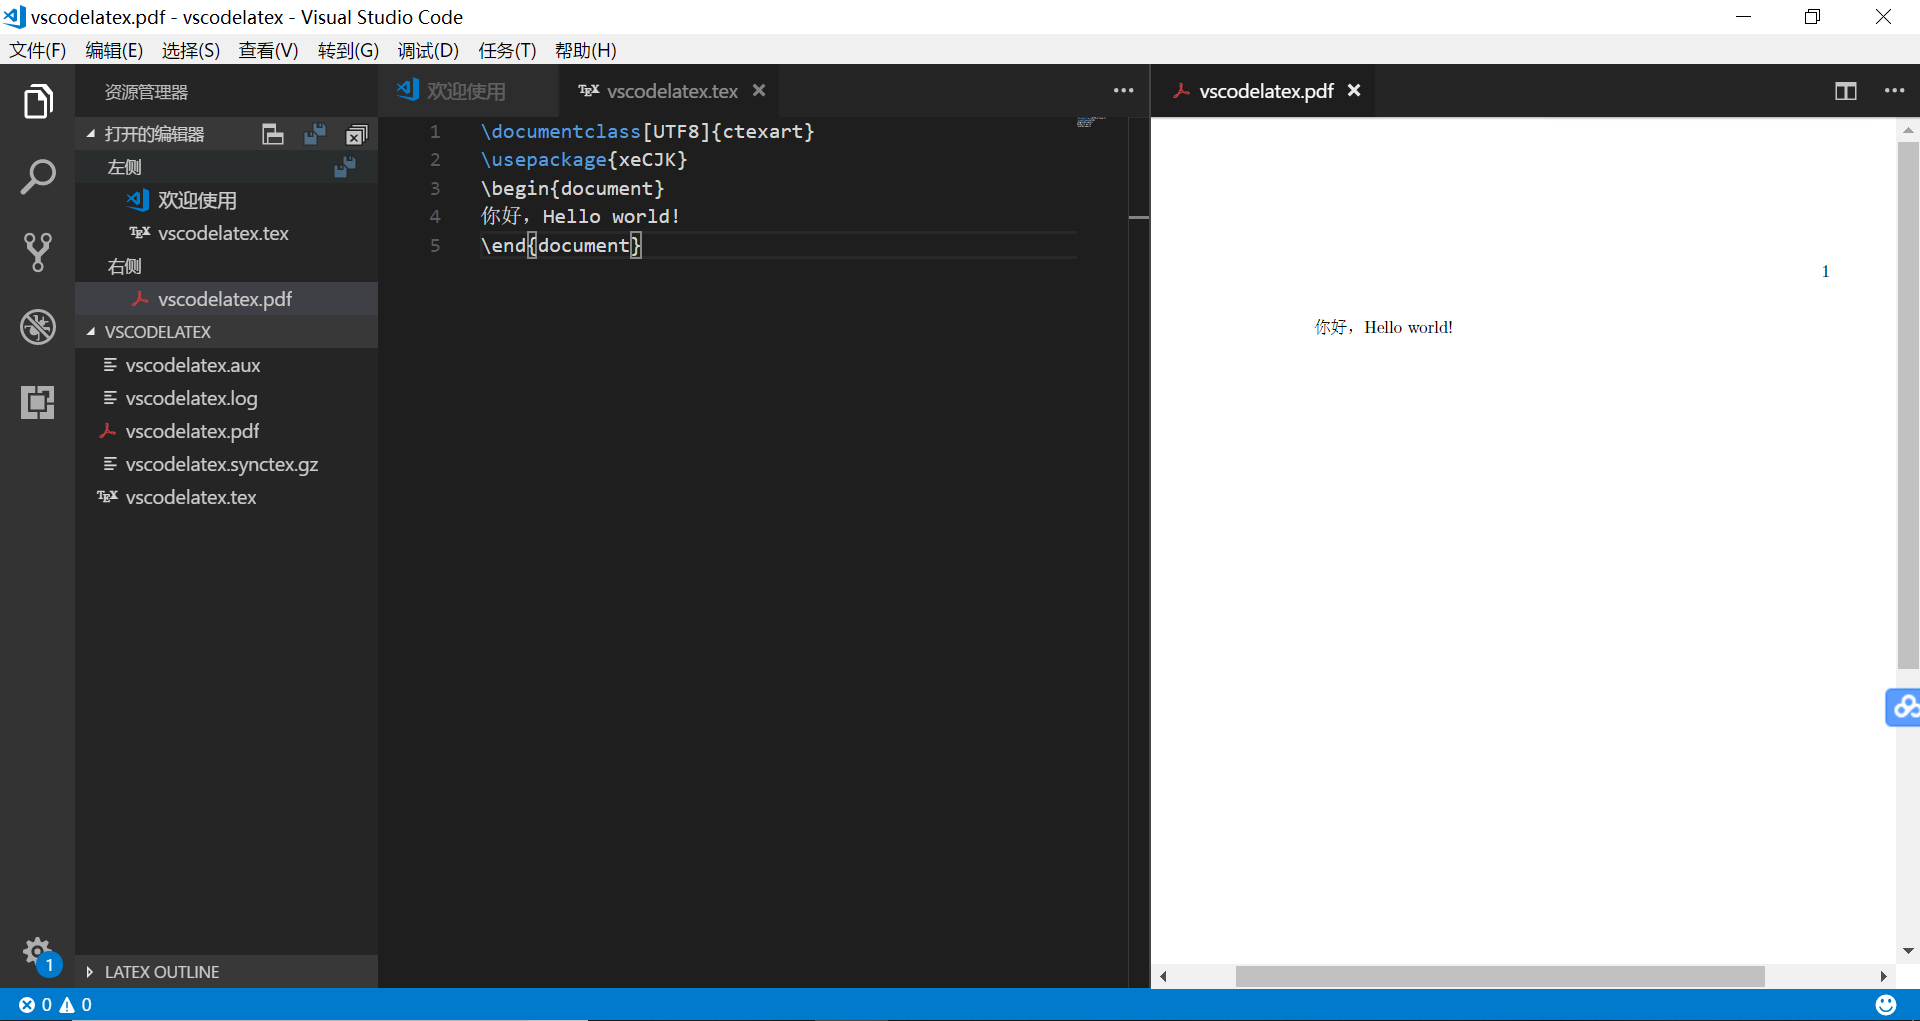 vscodelatex.pdf - vscodelatex - Visual Studio Code
文件(F) 编辑(E) 选择(S) 查看(V) 转到(G) 调试(D) 任务(T) 帮助(H)
资源管理器
打开的编辑器
左侧
欢迎使用
TEX vscodelatex.tex
右侧
vscodelatex.pdf
VSCODELATEX
vscodelatex.aux
vscodelatex.log
vscodelatex.pdf
vscodelatex.synctex.gz
TEX vscodelatex.tex
LATEX OUTLINE
1
欢迎使用
TEX vscodelatex.tex
1 \documentclass[UTF8]{ctexart}
2 \usepackage{xeCJK}
3 \begin{document}
4 你好，Hello world!
5 \end{document}
vscodelatex.pdf
1
你好，Hello world!
0 0